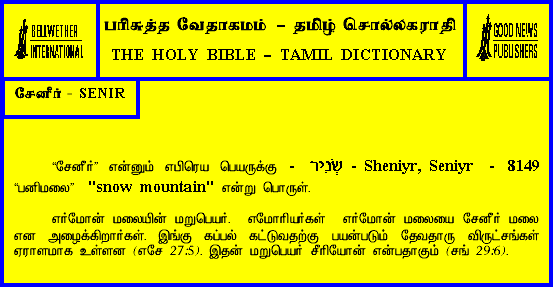 BELLWETHER
INTERNATIONAL
பரிசுத்த வேதாகமம் – தமிழ் சொல்லகராதி
THE HOLY BIBLE – TAMIL DICTIONARY
GOOD NEWS
PUBLISHERS
சேனீர் - SENIR
“சேனீர்” என்னும் எபிரெய பெயருக்கு - שְׂנִיר - Sheniyr, Seniyr - 8149
“பனிமலை” "snow mountain" என்று பொருள்.
எர்மோன் மலையின் மறுபெயர். எமோரியர்கள் எர்மோன் மலையை சேனீர் மலை
என அழைக்கிறார்கள். இங்கு கப்பல் கட்டுவதற்கு பயன்படும் தேவதாரு விருட்சங்கள்
ஏராளமாக உள்ளன (எசே 27:5). இதன் மறுபெயர் சீரியோன் என்பதாகும் (சங் 29:6).